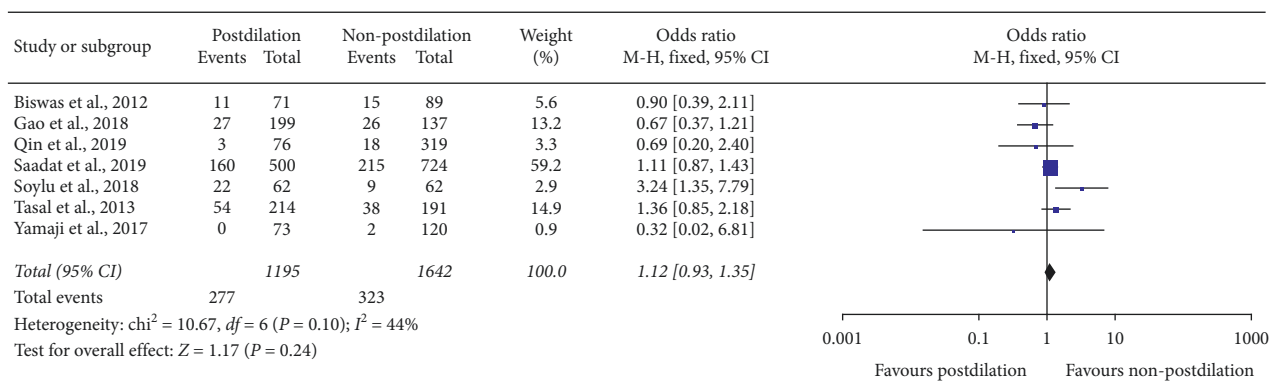 Study or subgroup Postdilation Non-postdilation Weight Odds ratio Odds ratio
Events Total Events Total (%) M-H, fixed, 95% CI M-H, fixed, 95% CI
Biswas et al., 2012 11 71 15 89 5.6 0.90 [0.39, 2.11]
Gao et al., 2018 27 199 26 137 13.2 0.67 [0.37, 1.21]
Qin et al., 2019 3 76 18 319 3.3 0.69 [0.20, 2.40]
Saadat et al., 2019 160 500 215 724 59.2 1.11 [0.87, 1.43]
Soylu et al., 2018 22 62 9 62 2.9 3.24 [1.35, 7.79]
Tasal et al., 2013 54 214 38 191 14.9 1.36 [0.85, 2.18]
Yamaji et al., 2017 0 73 2 120 0.9 0.32 [0.02, 6.81]
Total (95% CI) 1195 1642 100.0 1.12 [0.93, 1.35]
Total events 277 323
Heterogeneity: chi² = 10.67, df = 6 (P = 0.10); I² = 44%
Test for overall effect: Z = 1.17 (P = 0.24)
0.001 0.1 1 10 1000
Favours postdilation Favours non-postdilation